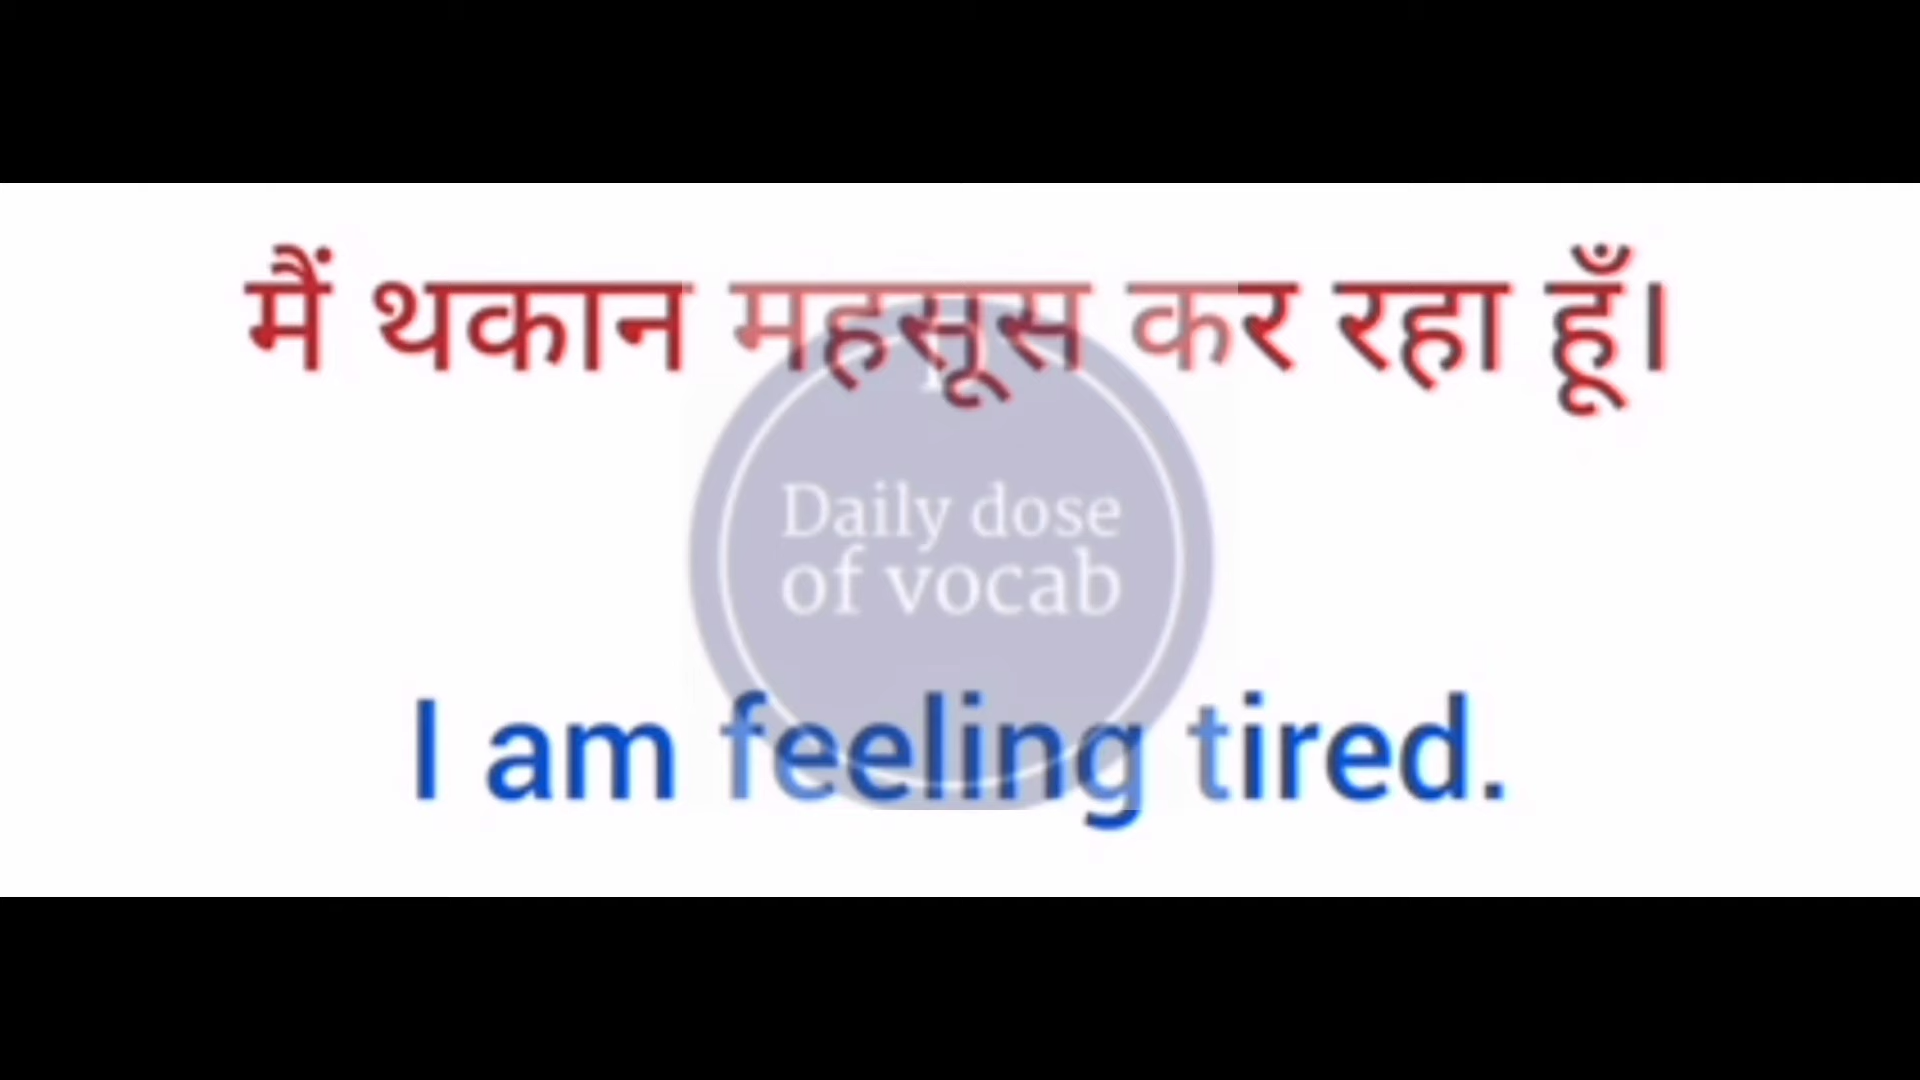 मैं थकान महसूस कर रहा हूँ।
Daily dose
of vocab
I am feeling tired.